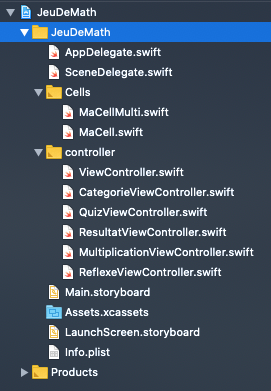 JeuDeMath
JeuDeMath
AppDelegate.swift
SceneDelegate.swift
Cells
MaCellMulti.swift
MaCell.swift
controller
ViewController.swift
CategorieViewController.swift
QuizViewController.swift
ResultatViewController.swift
MultiplicationViewController.swift
ReflexeViewController.swift
Main.storyboard
Assets.xcassets
LaunchScreen.storyboard
Info.plist
Products